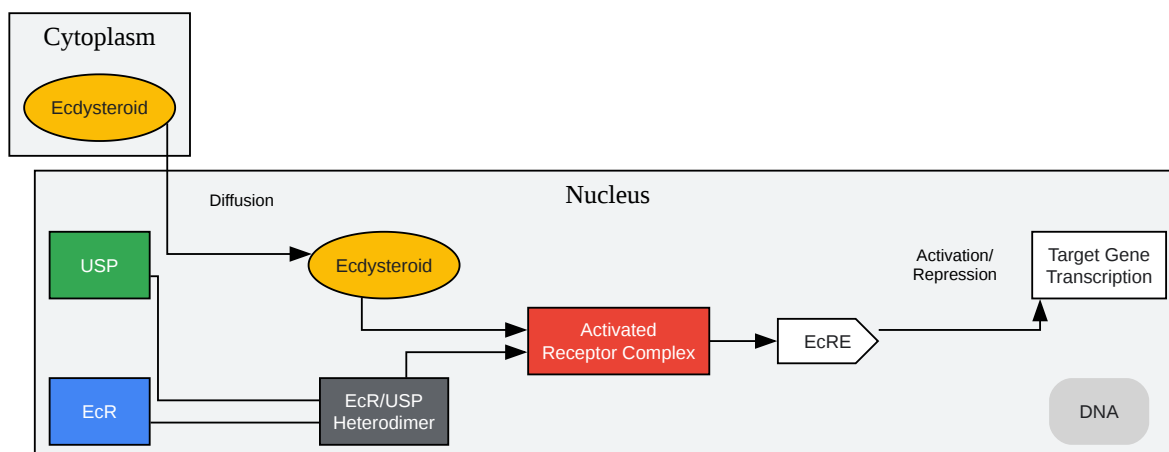 Cytoplasm
Ecdysteroid
Nucleus
Diffusion
USP
Ecdysteroid
Activation/
Repression
Target Gene
Transcription
Activated
Receptor Complex
EcRE
EcR
EcR/USP
Heterodimer
DNA